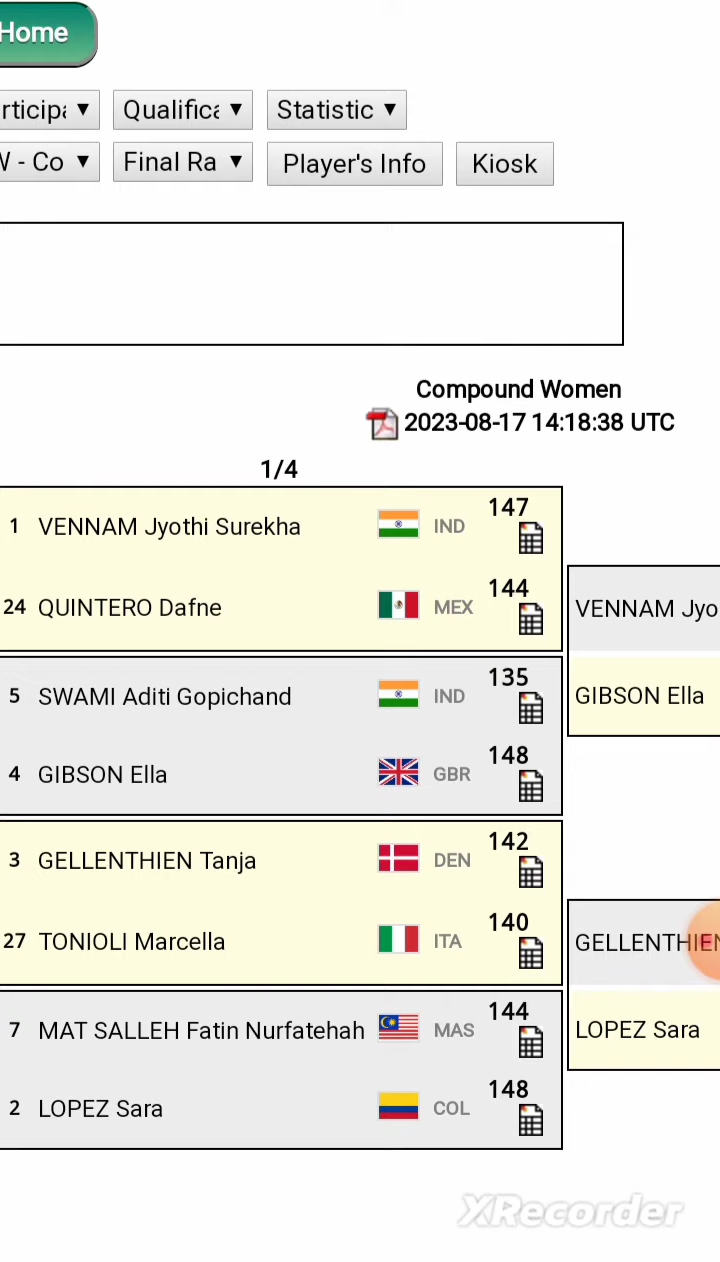 Home
rticipa ▼ Qualifica ▼ Statistic ▼
- Co ▼ Final Ra ▼ Player's Info Kiosk
Compound Women
2023-08-17 14:18:38 UTC
1/4
1 VENNAM Jyothi Surekha IND 147
24 QUINTERO Dafne MEX 144
VENNAM Jyo
5 SWAMI Aditi Gopichand IND 135
GIBSON Ella
4 GIBSON Ella GBR 148
3 GELLENTHIEN Tanja DEN 142
27 TONIOLI Marcella ITA 140
GELLENTHIEN
7 MAT SALLEH Fatin Nurfatehah MAS 144
LOPEZ Sara
2 LOPEZ Sara COL 148
XRecorder